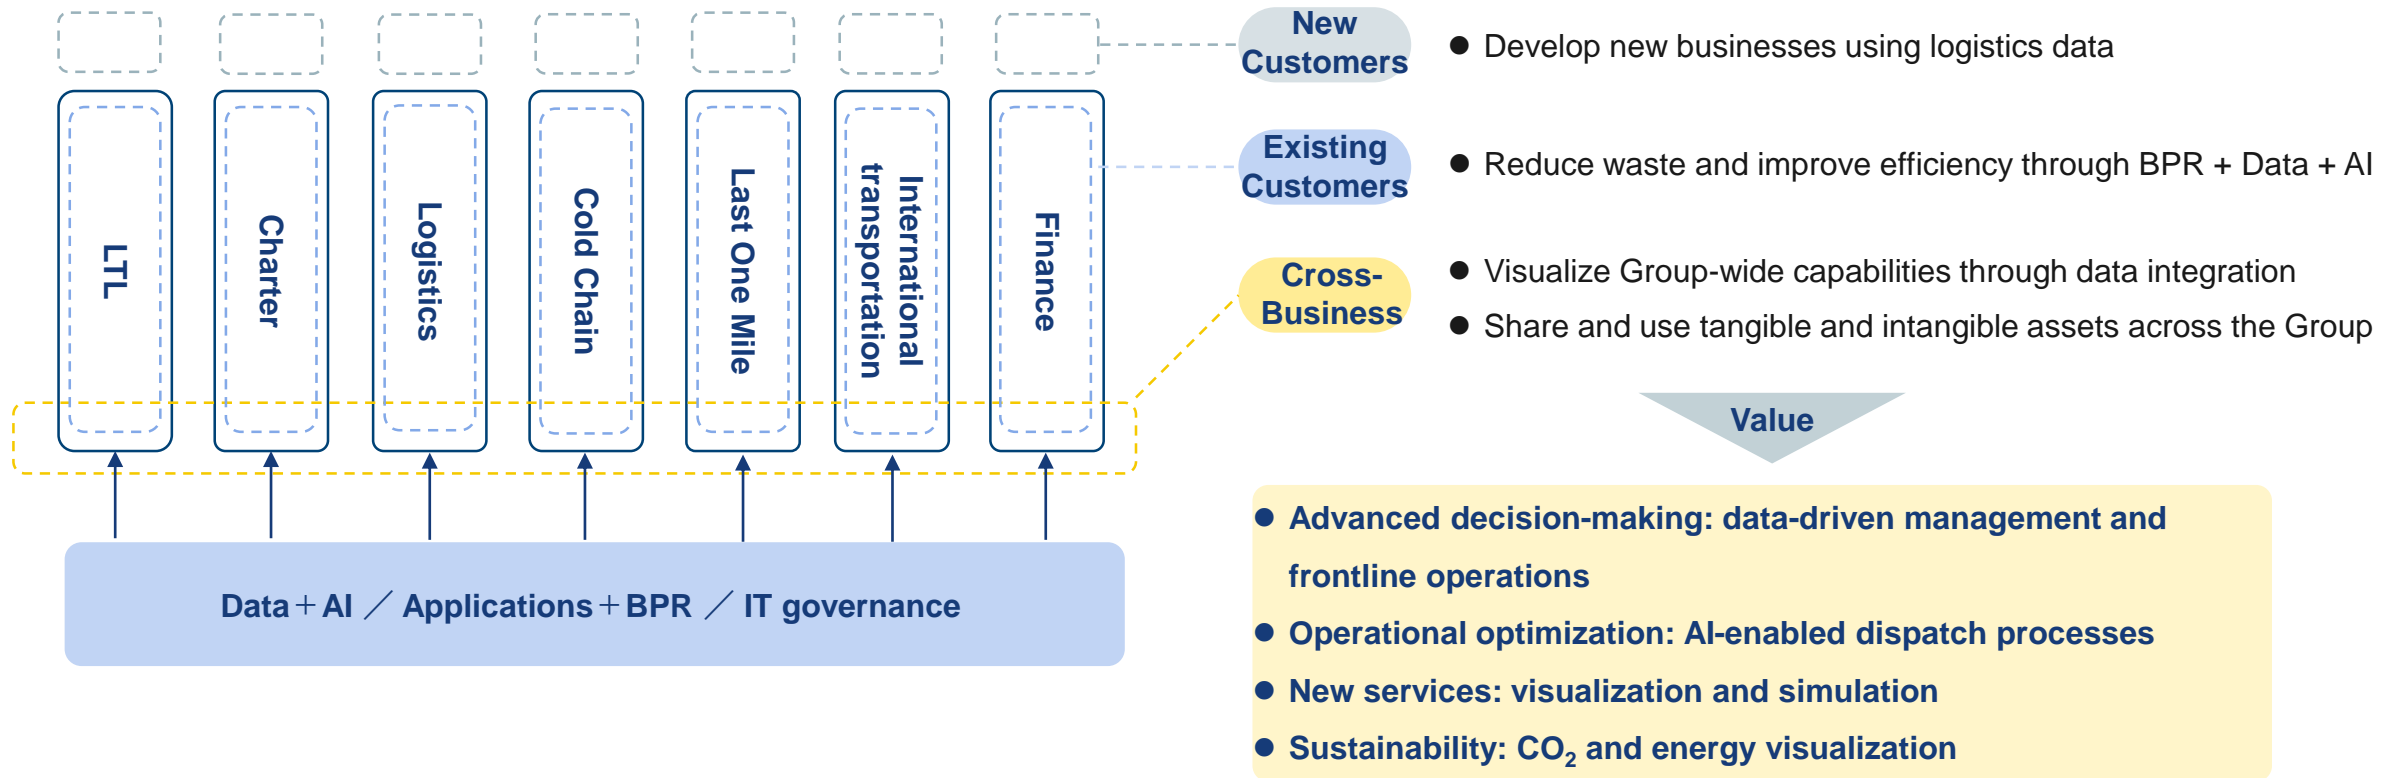 New
Customers
Develop new businesses using logistics data
Existing
Customers
Reduce waste and improve efficiency through BPR + Data + AI
Cross-
Business
Visualize Group-wide capabilities through data integration
Share and use tangible and intangible assets across the Group
LTL
Charter
Logistics
Cold Chain
Last One Mile
International
transportation
Finance
Data＋AI ／ Applications＋BPR ／ IT governance
Value
Advanced decision-making: data-driven management and
frontline operations
Operational optimization: AI-enabled dispatch processes
New services: visualization and simulation
Sustainability: CO₂ and energy visualization